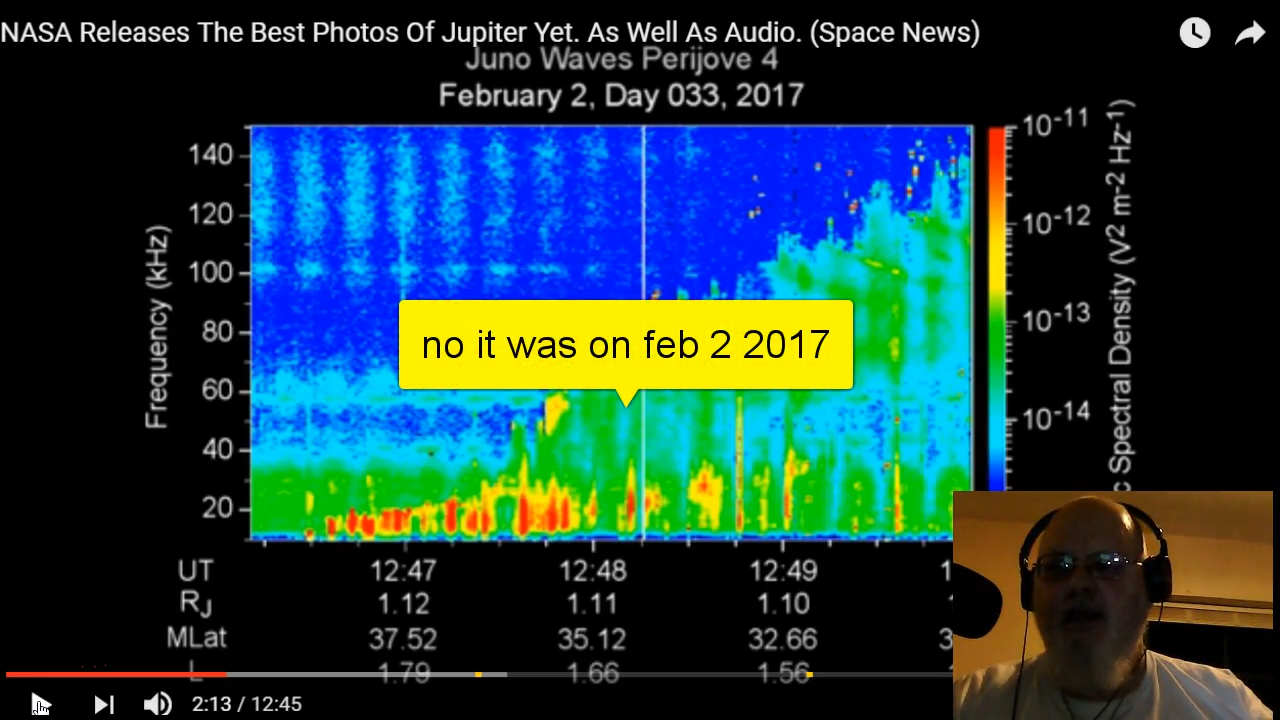 NASA Releases The Best Photos Of Jupiter Yet. As Well As Audio. (Space News)
Juno Waves Perijove 4
February 2, Day 033, 2017
140
120
100
80
60
40
20
Frequency (kHz)
no it was on feb 2 2017
10-11
10-12
10-13
10-14
Spectral Density (V2 m-2 Hz-1)
UT 12:47 12:48 12:49
RJ 1.12 1.11 1.10
MLat 37.52 35.12 32.66
L 1.79 1.66 1.56
2:13 / 12:45